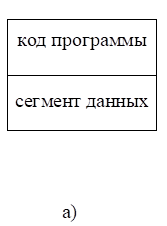 код программы
сегмент данных
а)